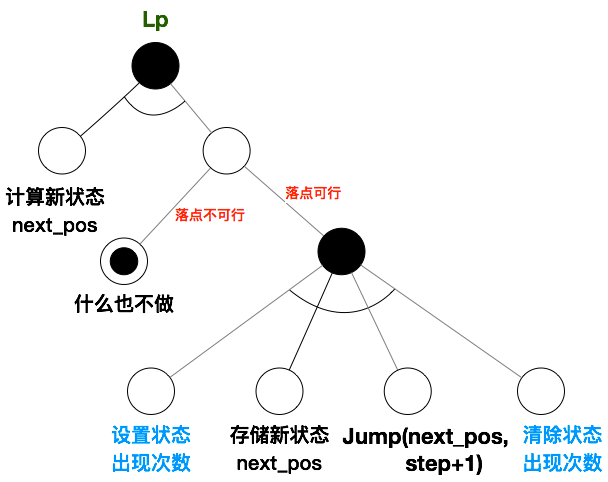 Lp
计算新状态
next_pos
落点不可行
落点可行
什么也不做
设置状态
出现次数
存储新状态
next_pos
Jump(next_pos,
step+1)
清除状态
出现次数